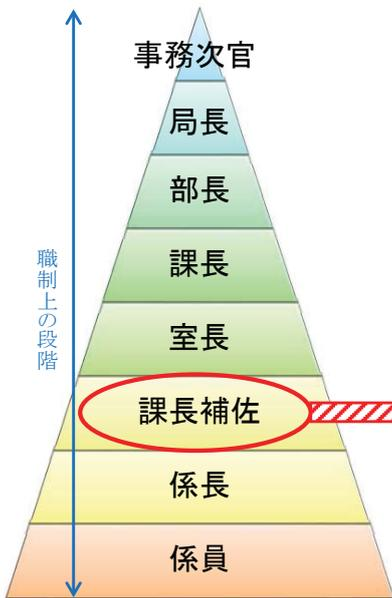 事務次官
局長
部長
課長
室長
課長補佐
係長
係員
職制上の段階